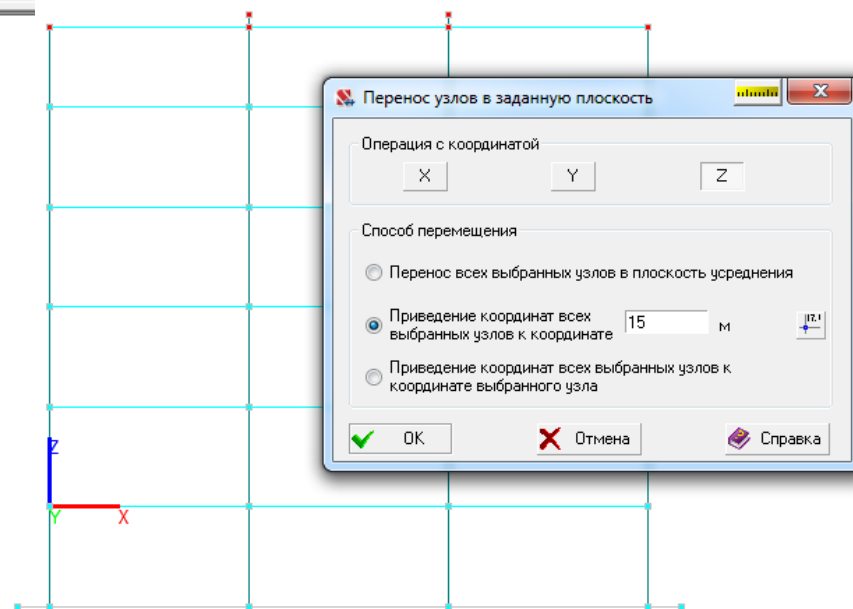 Перенос узлов в заданную плоскость
Операция с координатой
X Y Z
Способ перемещения
Перенос всех выбранных узлов в плоскость усреднения
Приведение координат всех
выбранных узлов к координате 15 м
Приведение координат всех выбранных узлов к
координате выбранного узла
OK Отмена Справка
Z
Y X